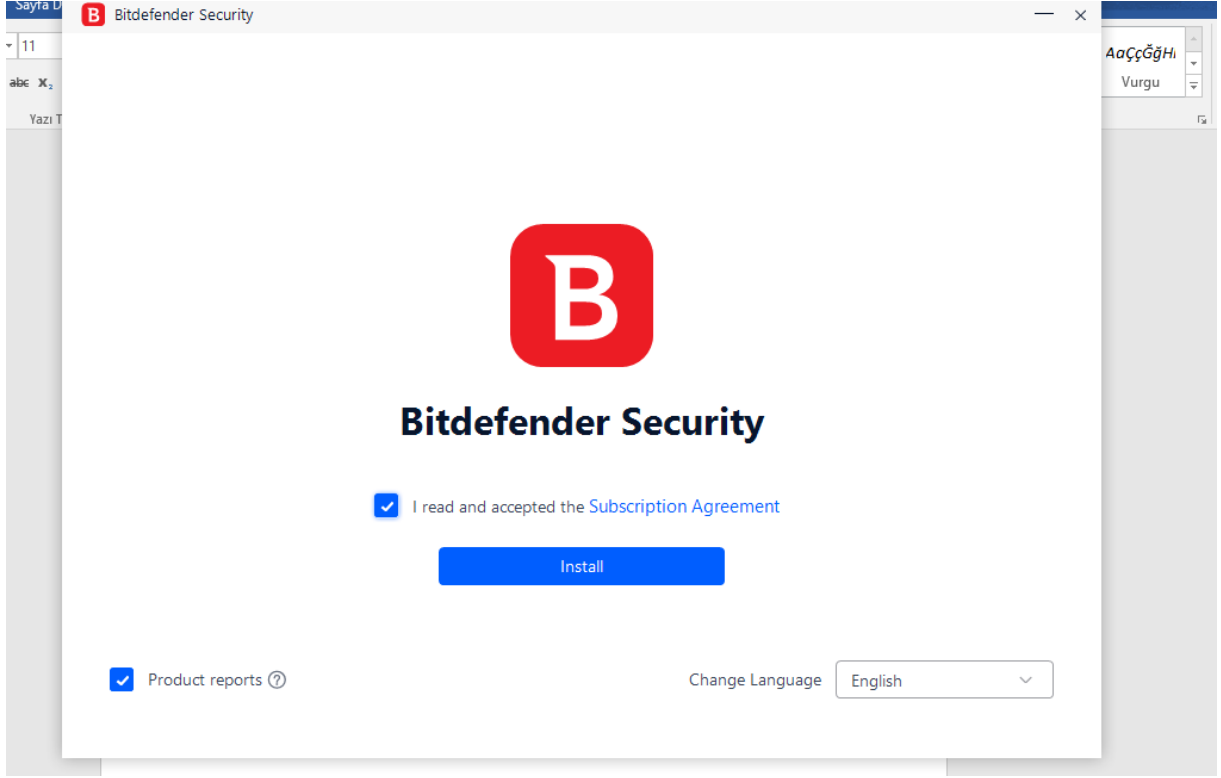 Sayfa D
Bitdefender Security
11
AaÇçĞğHı
abc X₂
Vurgu
Yazı T
B
Bitdefender Security
I read and accepted the Subscription Agreement
Install
Product reports
Change Language English